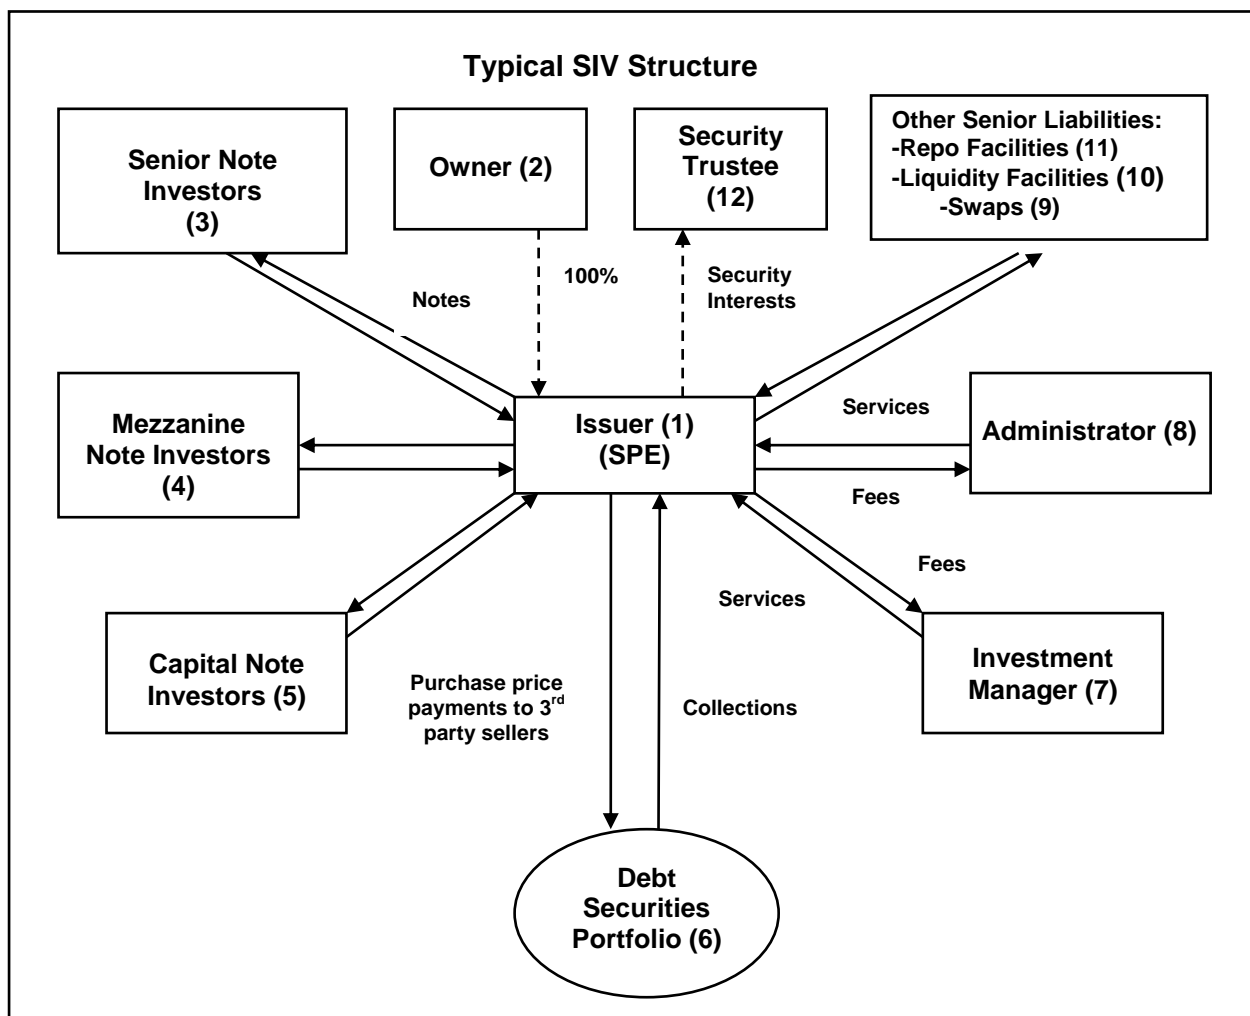 Typical SIV Structure
Senior Note
Investors
(3)
Owner (2)
Security
Trustee
(12)
Other Senior Liabilities:
-Repo Facilities (11)
-Liquidity Facilities (10)
-Swaps (9)
Notes
100%
Security
Interests
Mezzanine
Note Investors
(4)
Issuer (1)
(SPE)
Services
Administrator (8)
Fees
Fees
Services
Capital Note
Investors (5)
Purchase price
payments to 3rd
party sellers
Collections
Investment
Manager (7)
Debt
Securities
Portfolio (6)